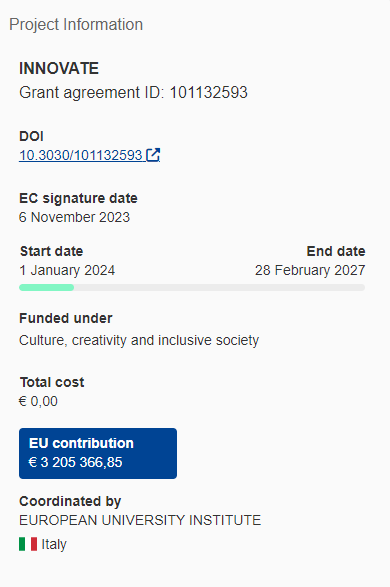 Project Information
INNOVATE
Grant agreement ID: 101132593
DOI
10.3030/101132593
EC signature date
6 November 2023
Start date
End date
1 January 2024
28 February 2027
Funded under
Culture, creativity and inclusive society
Total cost
€ 0,00
EU contribution
€ 3 205 366,85
Coordinated by
EUROPEAN UNIVERSITY INSTITUTE
Italy